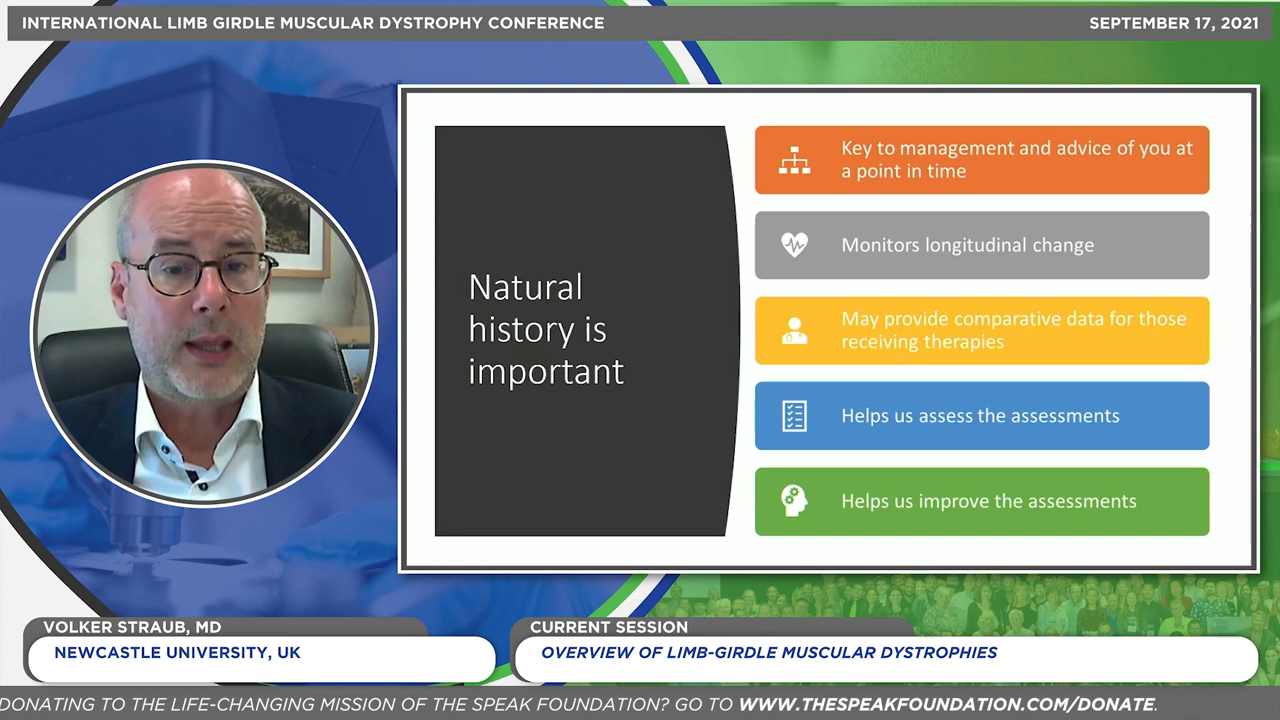 INTERNATIONAL LIMB GIRDLE MUSCULAR DYSTROPHY CONFERENCE
SEPTEMBER 17, 2021
Natural
history is
important
Key to management and advice of you at
a point in time
Monitors longitudinal change
May provide comparative data for those
receiving therapies
Helps us assess the assessments
Helps us improve the assessments
VOLKER STRAUB, MD
NEWCASTLE UNIVERSITY, UK
CURRENT SESSION
OVERVIEW OF LIMB-GIRDLE MUSCULAR DYSTROPHIES
DONATING TO THE LIFE-CHANGING MISSION OF THE SPEAK FOUNDATION? GO TO WWW.THESPEAKFOUNDATION.COM/DONATE.